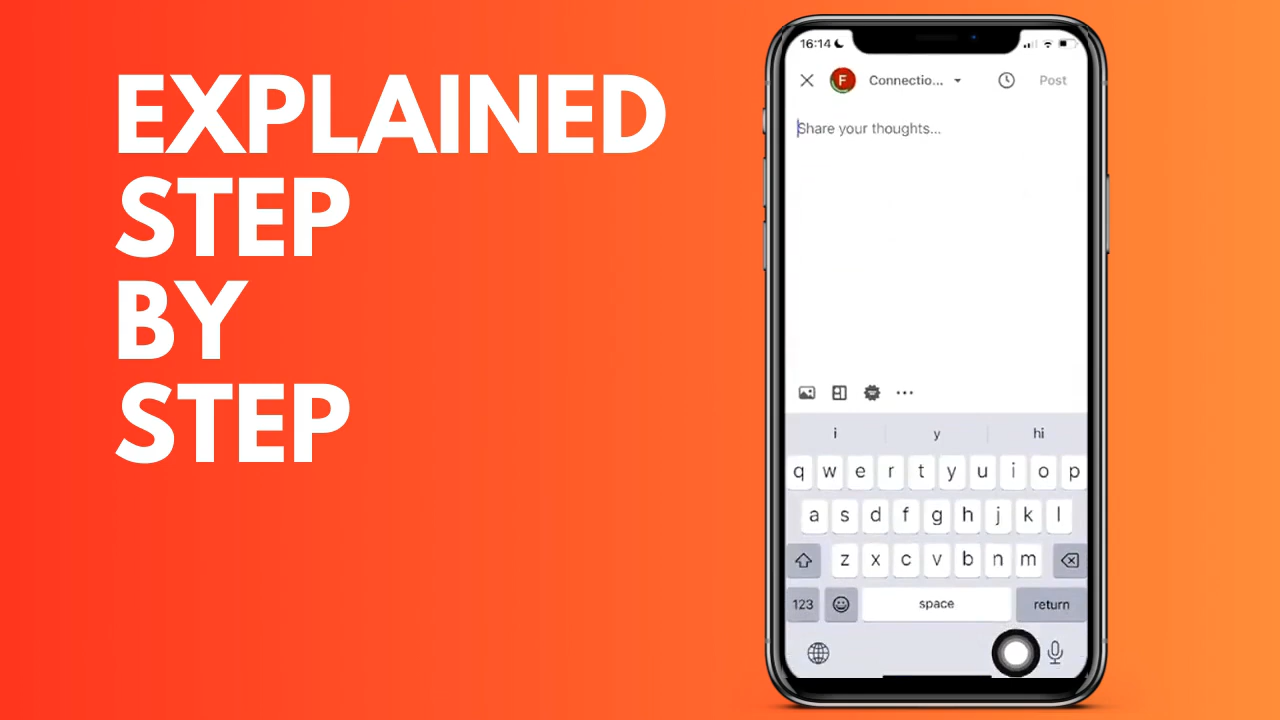 EXPLAINED
STEP
BY
STEP
16:14
F Connectio... Post
Share your thoughts...
i y hi
q w e r t y u i o p
a s d f g h j k l
z x c v b n m
123 space return